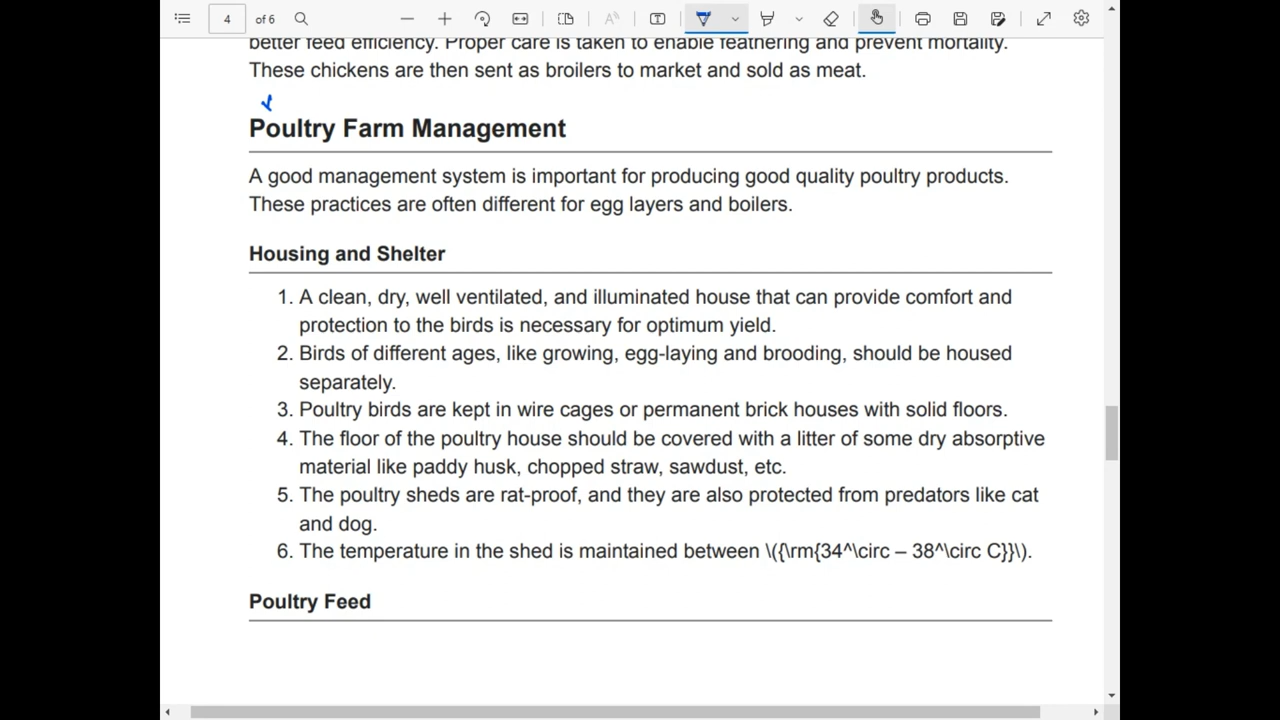 4 of 6
better feed efficiency. Proper care is taken to enable feathering and prevent mortality.
These chickens are then sent as broilers to market and sold as meat.
Poultry Farm Management
A good management system is important for producing good quality poultry products.
These practices are often different for egg layers and boilers.
Housing and Shelter
1. A clean, dry, well ventilated, and illuminated house that can provide comfort and
protection to the birds is necessary for optimum yield.
2. Birds of different ages, like growing, egg-laying and brooding, should be housed
separately.
3. Poultry birds are kept in wire cages or permanent brick houses with solid floors.
4. The floor of the poultry house should be covered with a litter of some dry absorptive
material like paddy husk, chopped straw, sawdust, etc.
5. The poultry sheds are rat-proof, and they are also protected from predators like cat
and dog.
6. The temperature in the shed is maintained between \({\rm{34^\circ – 38^\circ C}}\).
Poultry Feed